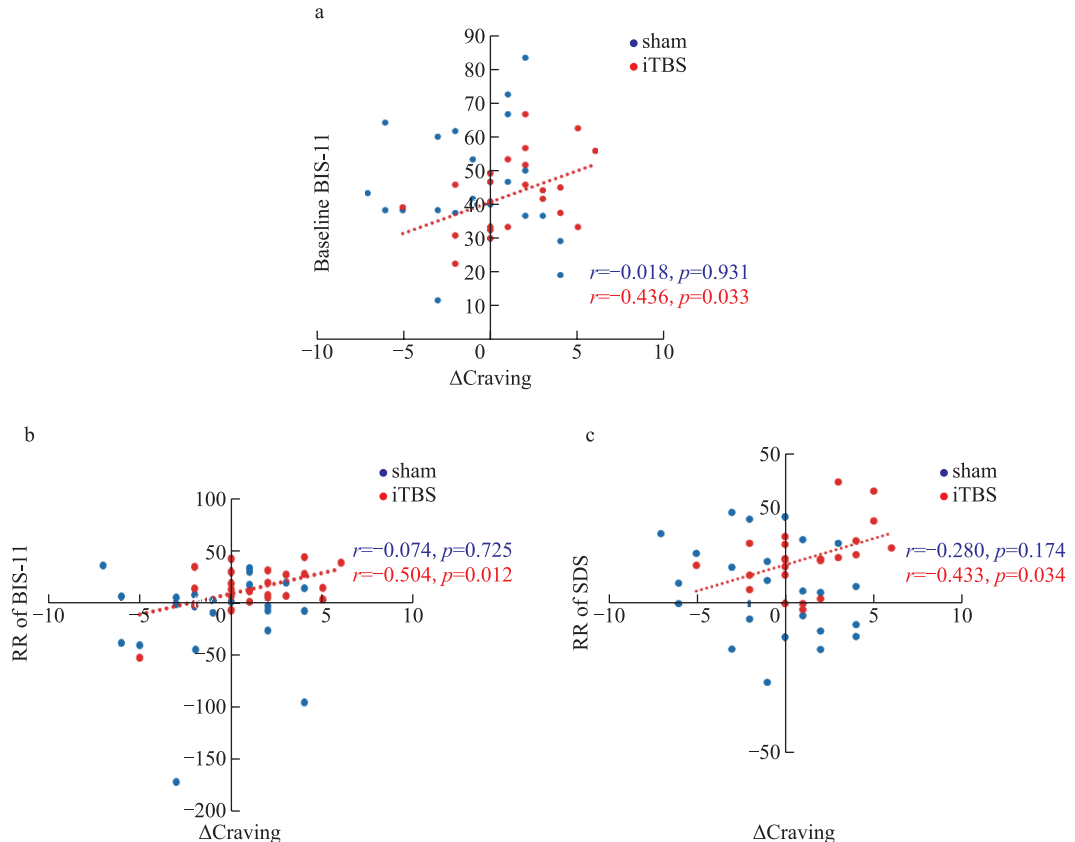 a
90
80
70
60
50
40
30
20
10
Baseline BIS-11
sham
iTBS
r=−0.018, p=0.931
r=−0.436, p=0.033
−10 −5 0 5 10
ΔCraving
b
sham
iTBS
100
50
0
−50
−100
−150
−200
RR of BIS-11
r=−0.074, p=0.725
r=−0.504, p=0.012
−10 −5 0 5 10
ΔCraving
c
sham
iTBS
50
50
−50
RR of SDS
r=−0.280, p=0.174
r=−0.433, p=0.034
−10 −5 0 5 10
ΔCraving